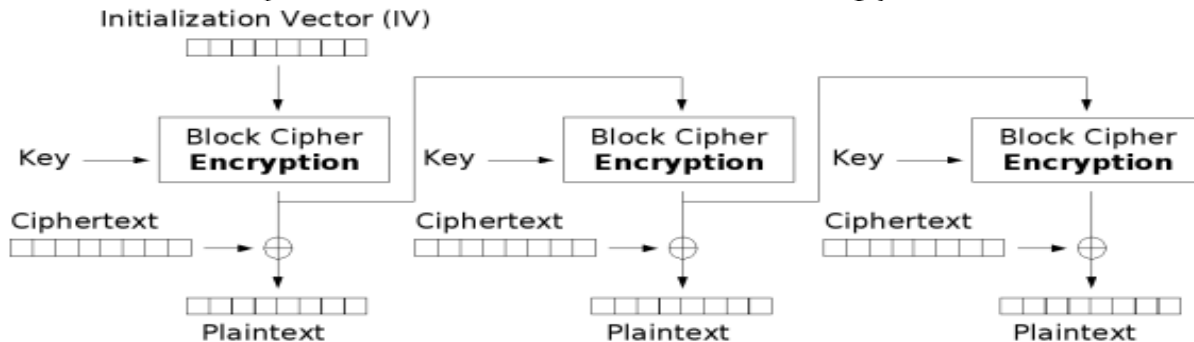 Initialization Vector (IV)
Block Cipher
Encryption
Block Cipher
Encryption
Block Cipher
Encryption
Key
Key
Key
Ciphertext
Ciphertext
Ciphertext
Plaintext
Plaintext
Plaintext